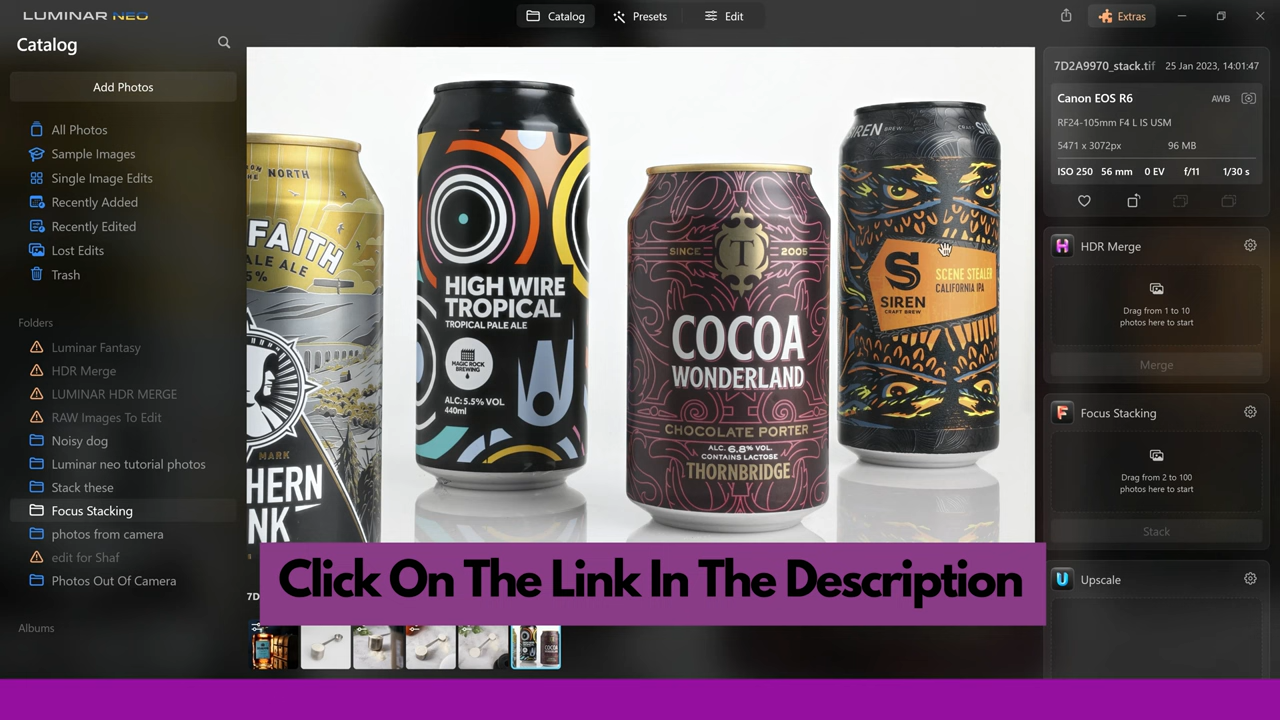 LUMINAR NEO
Catalog
Presets
Edit
Extras
Catalog
Add Photos
All Photos
Sample Images
Single Image Edits
Recently Added
Recently Edited
Lost Edits
Trash
Folders
Luminar Fantasy
HDR Merge
LUMINAR HDR MERGE
RAW Images To Edit
Noisy dog
Luminar neo tutorial photos
Stack these
Focus Stacking
photos from camera
edit for Shaf
Photos Out Of Camera
Albums
NORTH
FAITH
ALE ALE
5%
MARK
HERN
NK
HIGH WIRE
TROPICAL
TROPICAL PALE ALE
MAGIC ROCK
BREWING
ALC: 5.5% VOL
440ml
SINCE 2005
T
COCOA
WONDERLAND
CHOCOLATE PORTER
ALC. 6.8% VOL
CONTAINS LACTOSE
THORNBRIDGE
IREN BREW
CRAFT SI
S
SIREN
CRAFT BREW
SCENE STEALER
CALIFORNIA IPA
7D
Click On The Link In The Description
7D2A9970_stack.tif 25 Jan 2023, 14:01:47
Canon EOS R6 AWB
RF24-105mm F4 L IS USM
5471 x 3072px 96 MB
ISO 250 56 mm 0 EV f/11 1/30 s
HDR Merge
Drag from 1 to 10
photos here to start
Merge
Focus Stacking
Drag from 2 to 100
photos here to start
Stack
Upscale